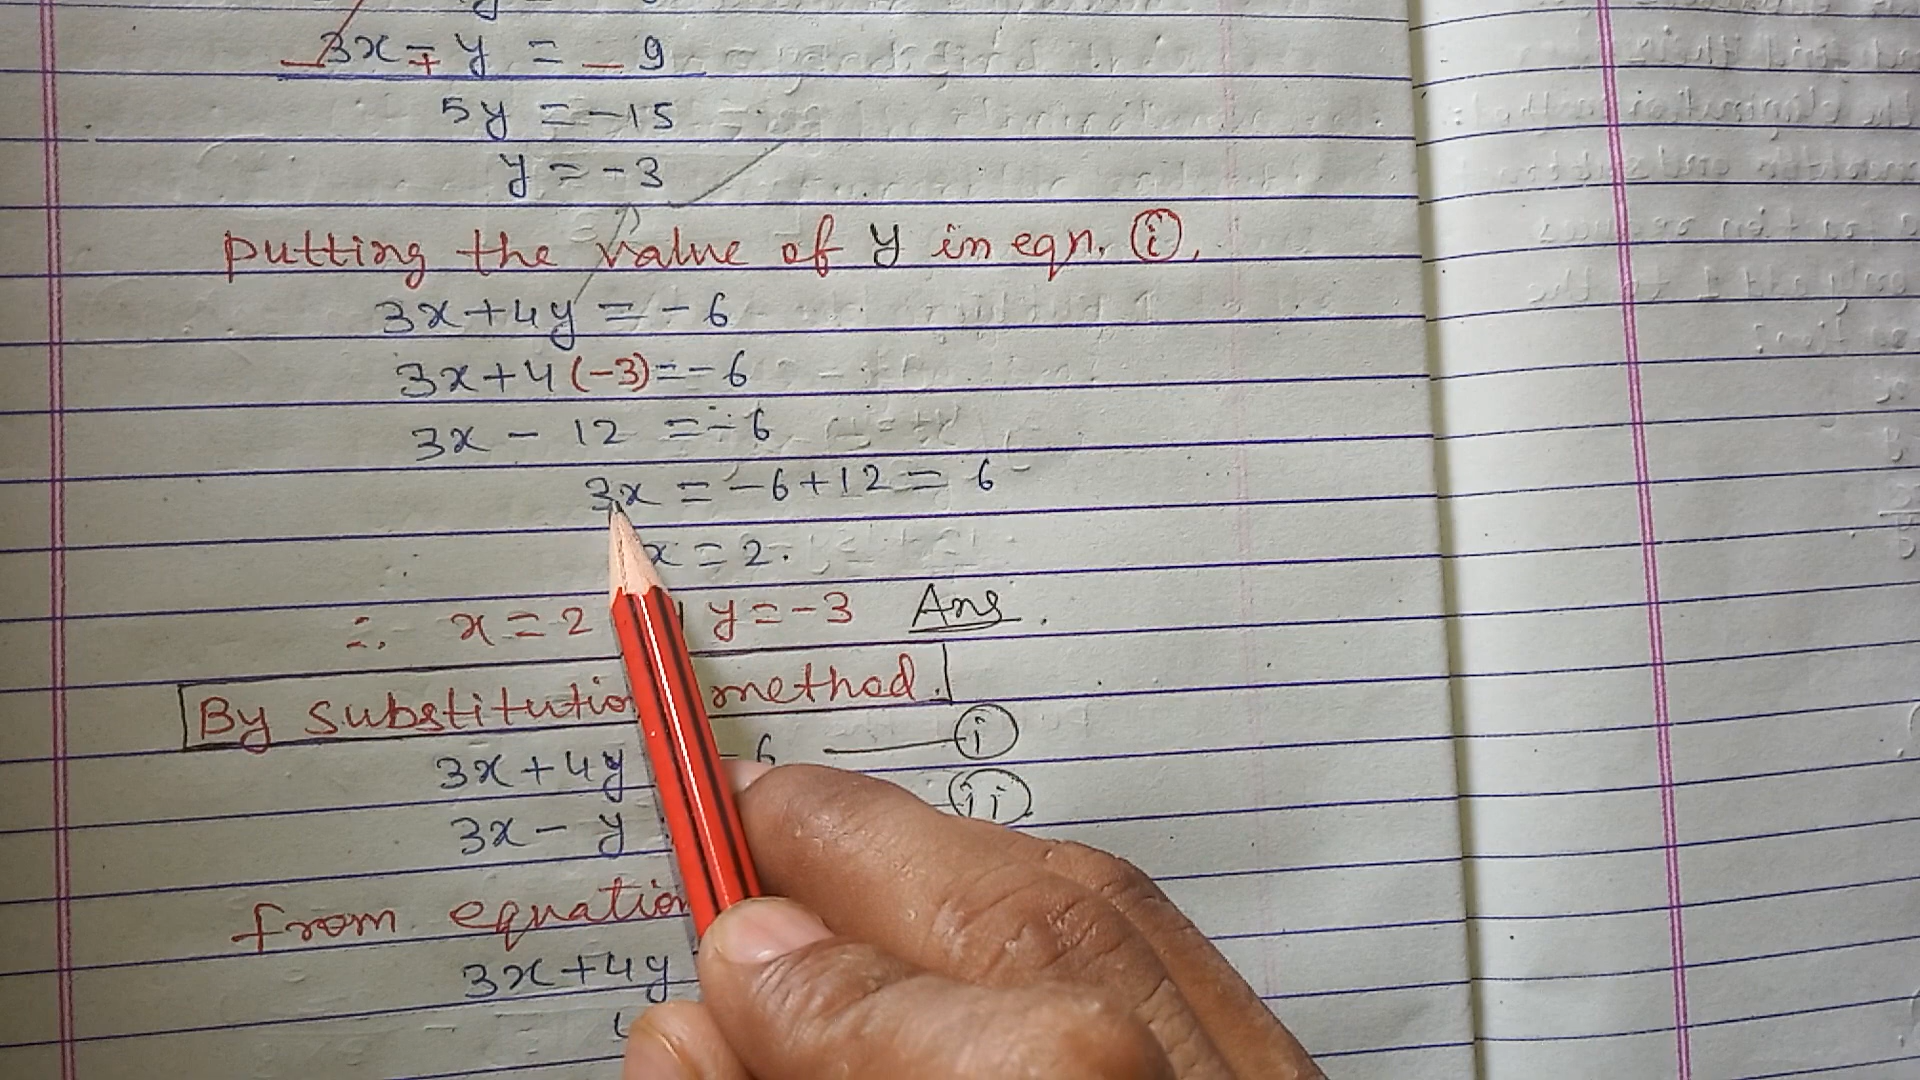 3x - y = 9
- + -
5y = -15
y = -3
putting the value of y in eqn. (i),
3x + 4y = -6
3x + 4(-3) = -6
3x - 12 = -6
3x = -6 + 12 = 6
x = 2.
∴ x = 2 y = -3 Ans.
By substitution method.
3x + 4y -6 (i)
3x - y (ii)
from equation
3x + 4y